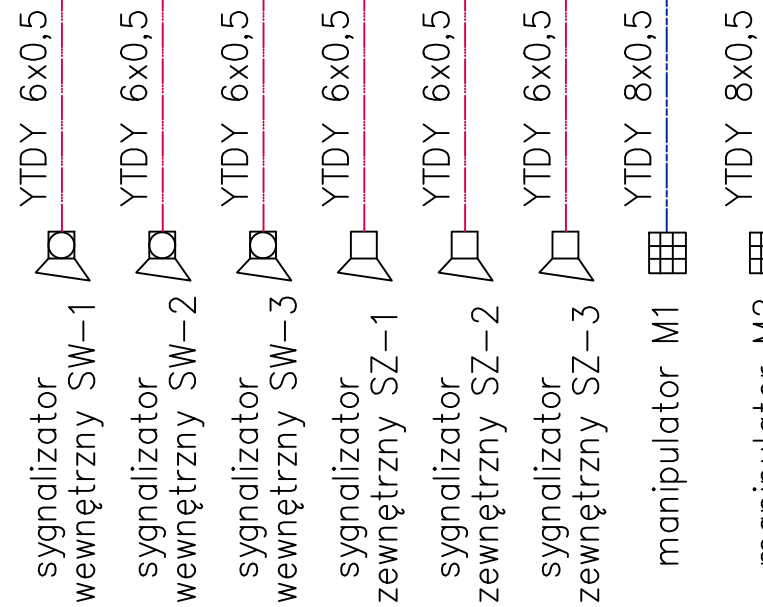 YTDY 6x0,5
YTDY 6x0,5
YTDY 6x0,5
YTDY 6x0,5
YTDY 6x0,5
YTDY 6x0,5
YTDY 8x0,5
YTDY 8x0,5
sygnalizator
wewnętrzny SW-1
sygnalizator
wewnętrzny SW-2
sygnalizator
wewnętrzny SW-3
sygnalizator
zewnętrzny SZ-1
sygnalizator
zewnętrzny SZ-2
sygnalizator
zewnętrzny SZ-3
manipulator M1